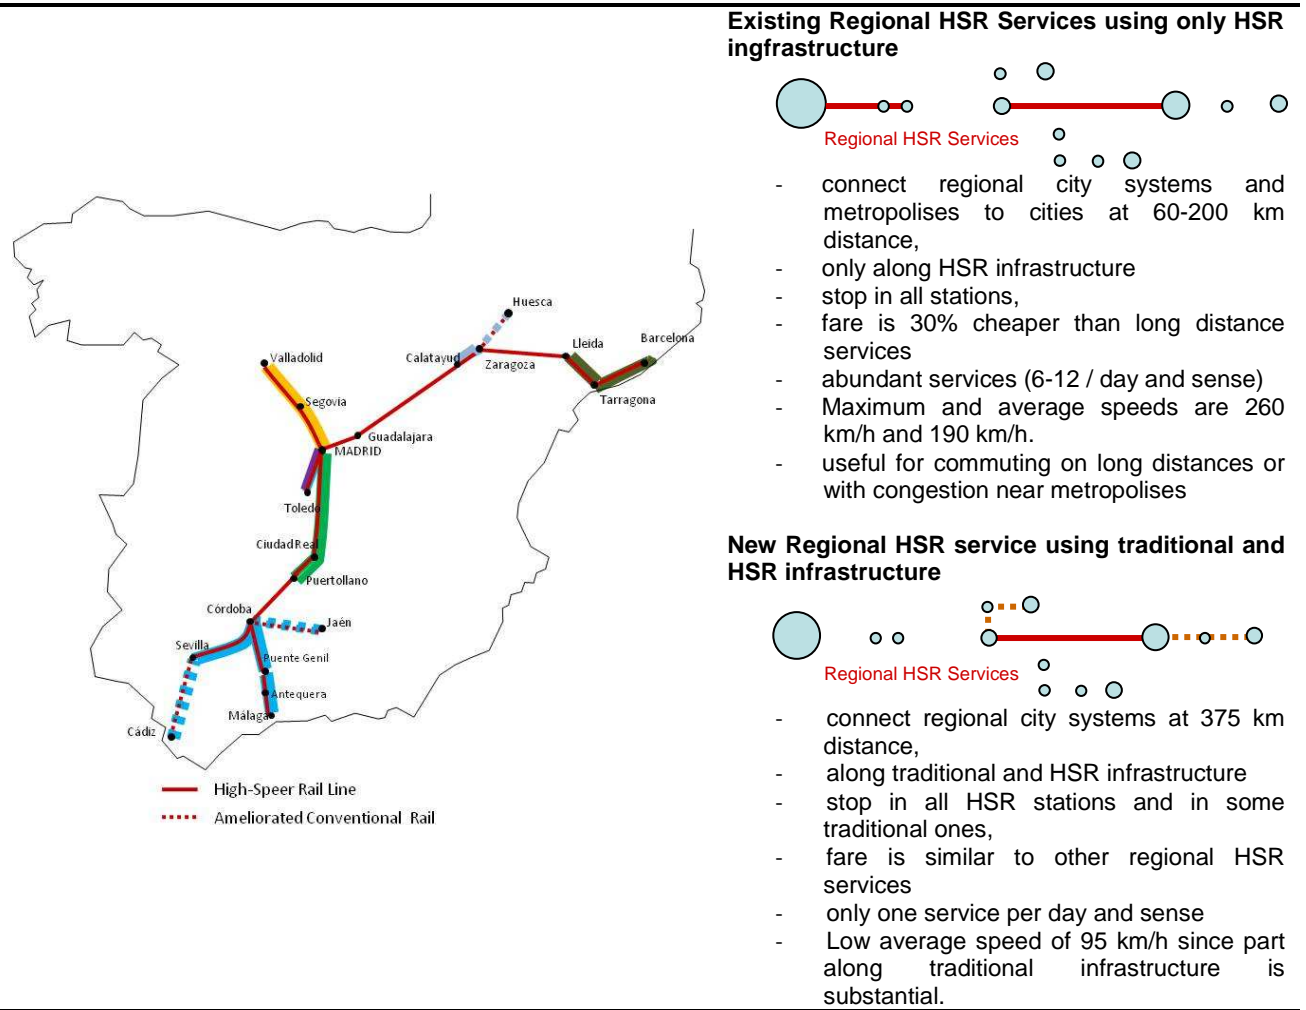 Existing Regional HSR Services using only HSR
ingfrastructure
Regional HSR Services
- connect regional city systems and
metropolises to cities at 60-200 km
distance,
- only along HSR infrastructure
- stop in all stations,
- fare is 30% cheaper than long distance
services
- abundant services (6-12 / day and sense)
- Maximum and average speeds are 260
km/h and 190 km/h.
- useful for commuting on long distances or
with congestion near metropolises
New Regional HSR service using traditional and
HSR infrastructure
Regional HSR Services
- connect regional city systems at 375 km
distance,
- along traditional and HSR infrastructure
- stop in all HSR stations and in some
traditional ones,
- fare is similar to other regional HSR
services
- only one service per day and sense
- Low average speed of 95 km/h since part
along traditional infrastructure is
substantial.
Huesca
Lleida
Barcelona
Valladolid
Calatayud
Zaragoza
Segovia
Tarragona
Guadalajara
MADRID
Toledo
Ciudad Real
Puertollano
Córdoba
Jaén
Sevilla
Puente Genil
Antequera
Málaga
Cádiz
High-Speer Rail Line
Ameliorated Conventional Rail